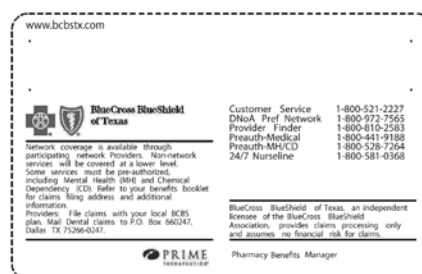 www.bcbstx.com
BlueCross BlueShield
of Texas
Network coverage is available through
participating network Providers. Non-network
services will be covered at a lower level.
Some services must be pre-authorized,
including Mental Health (MH) and Chemical
Dependency (CD). Refer to your benefits booklet
for claims filing address and additional
information.
Providers: File claims with your local BCBS
plan. Mail Dental claims to P.O. Box 660247,
Dallas TX 75266-0247.
PRIME
THERAPEUTICS
Customer Service 1-800-521-2227
DNoA Pref Network 1-800-972-7565
Provider Finder 1-800-810-2583
Preauth-Medical 1-800-441-9188
Preauth-MH/CD 1-800-528-7264
24/7 Nurseline 1-800-581-0368
BlueCross BlueShield of Texas, an independent
licensee of the BlueCross BlueShield
Association, provides claims processing only
and assumes no financial risk for claims.
Pharmacy Benefits Manager